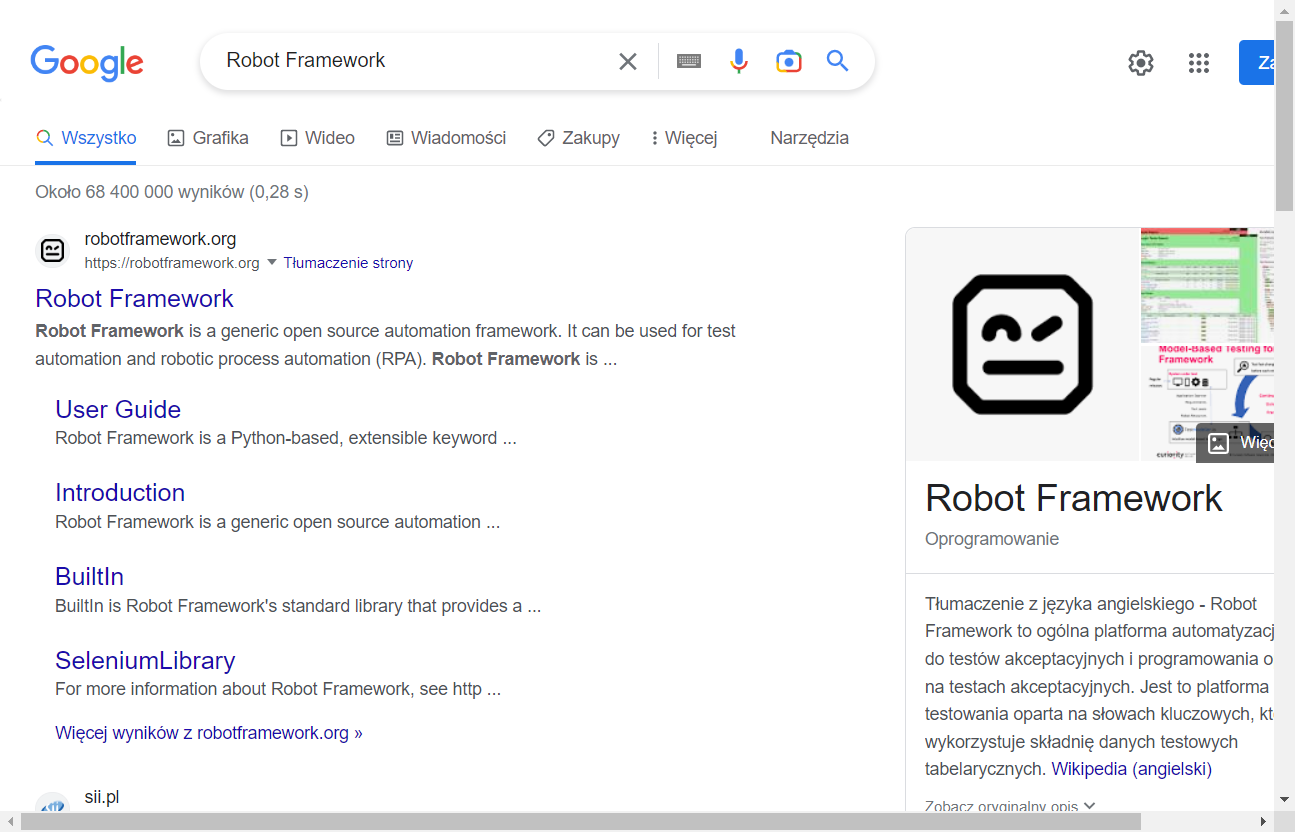 Google
Robot Framework
Wszystko
Grafika
Wideo
Wiadomości
Zakupy
Więcej
Narzędzia
Około 68 400 000 wyników (0,28 s)
robotframework.org
https://robotframework.org
Tłumaczenie strony
Robot Framework
Robot Framework is a generic open source automation framework. It can be used for test
automation and robotic process automation (RPA). Robot Framework is ...
User Guide
Robot Framework is a Python-based, extensible keyword ...
Introduction
Robot Framework is a generic open source automation ...
BuiltIn
BuiltIn is Robot Framework's standard library that provides a ...
SeleniumLibrary
For more information about Robot Framework, see http ...
Więcej wyników z robotframework.org »
sii.pl
Model-Based Testing for
Framework
curiosity
Robot Framework
Oprogramowanie
Tłumaczenie z języka angielskiego - Robot
Framework to ogólna platforma automatyzacj
do testów akceptacyjnych i programowania o
na testach akceptacyjnych. Jest to platforma
testowania oparta na słowach kluczowych, kt
wykorzystuje składnię danych testowych
tabelarycznych. Wikipedia (angielski)
Zobacz oryginalny opis